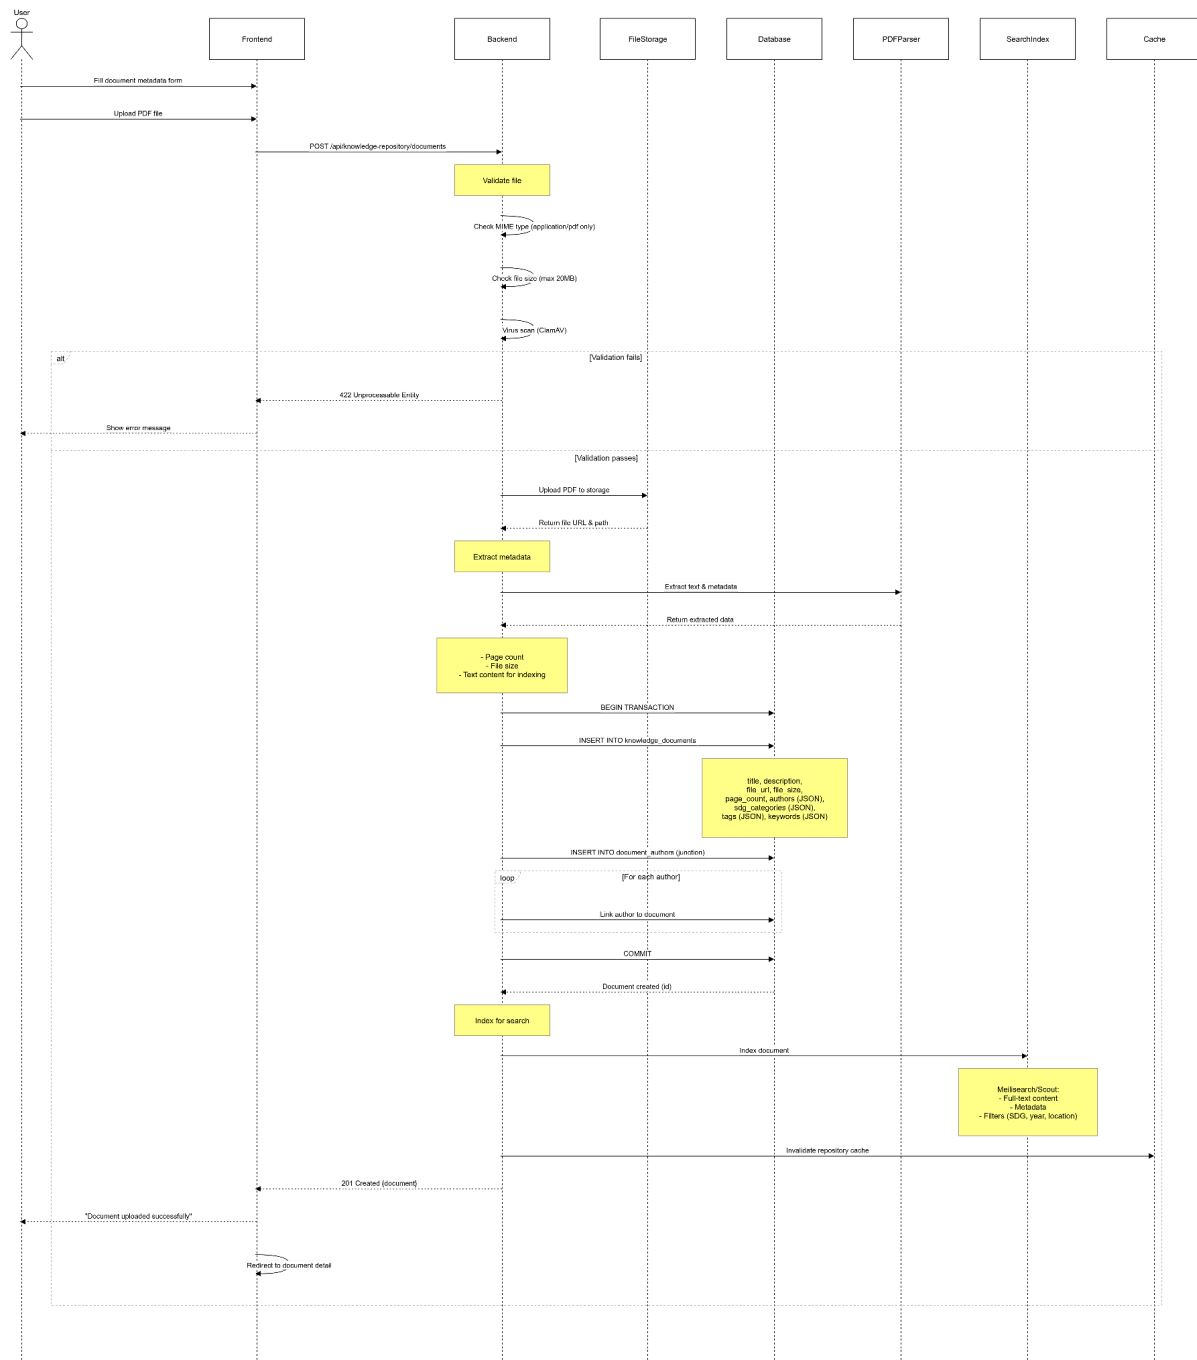 User
Frontend
Backend
FileStorage
Database
PDFParser
SearchIndex
Cache
Fill document metadata form
Upload PDF file
POST /api/knowledge-repository/documents
Validate file
Check MIME type (application/pdf only)
Check file size (max 20MB)
Virus scan (ClamAV)
alt
[Validation fails]
422 Unprocessable Entity
Show error message
[Validation passes]
Upload PDF to storage
Return file URL & path
Extract metadata
Extract text & metadata
Return extracted data
- Page count
- File size
- Text content for indexing
BEGIN TRANSACTION
INSERT INTO knowledge_documents
title, description,
file_url, file_size,
page_count, authors (JSON),
sdg_categories (JSON),
tags (JSON), keywords (JSON)
INSERT INTO document_authors (junction)
loop
[For each author]
Link author to document
COMMIT
Document created (id)
Index for search
Index document
Meilisearch/Scout:
- Full-text content
- Metadata
- Filters (SDG, year, location)
Invalidate repository cache
201 Created {document}
"Document uploaded successfully"
Redirect to document detail